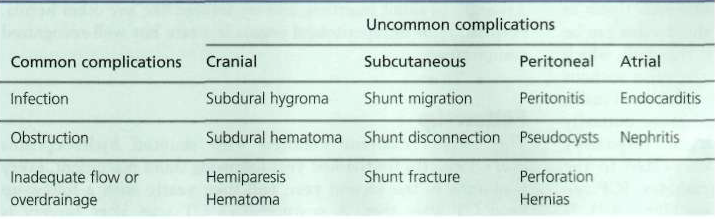 Uncommon complications
Common complications Cranial Subcutaneous Peritoneal Atrial
Infection Subdural hygroma Shunt migration Peritonitis Endocarditis
Obstruction Subdural hematoma Shunt disconnection Pseudocysts Nephritis
Inadequate flow or Hemiparesis Shunt fracture Perforation
overdrainage Hematoma Hernias